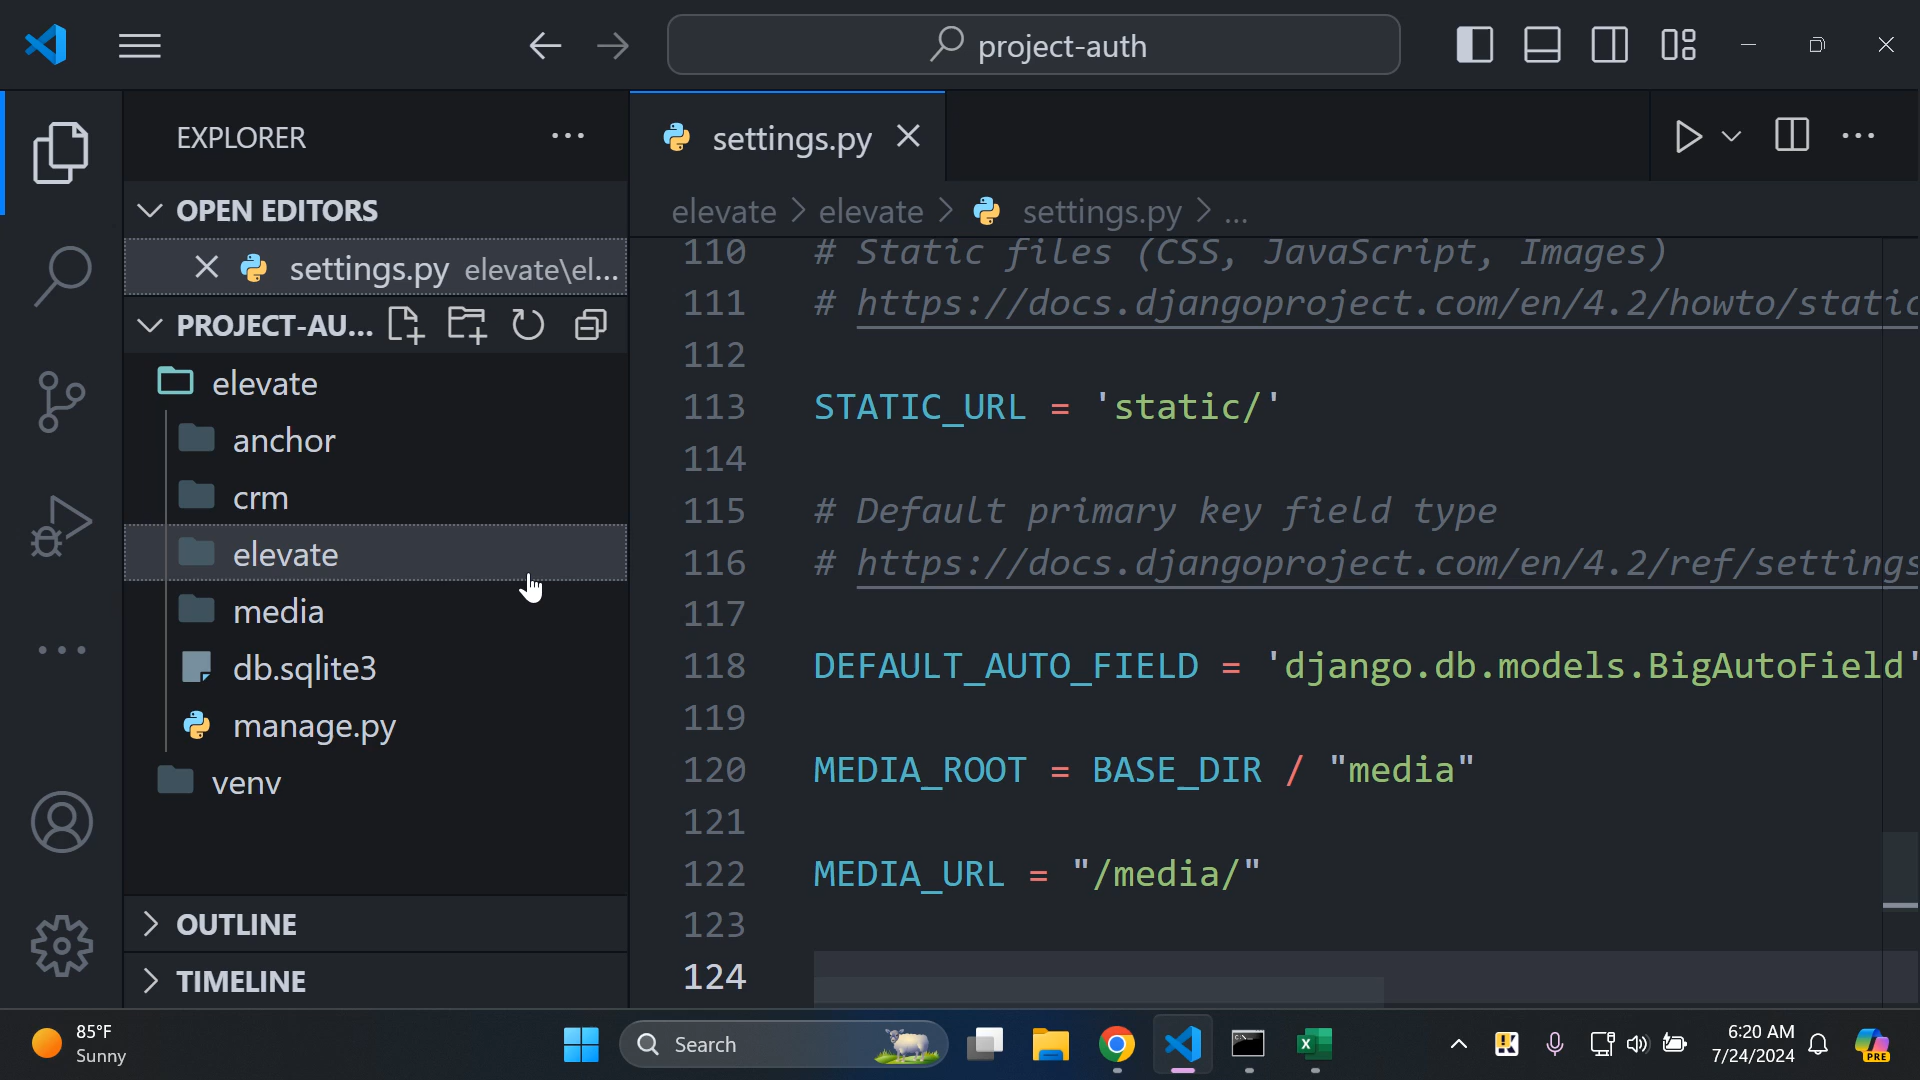 project-auth
EXPLORER
OPEN EDITORS
settings.py elevate\el...
PROJECT-AU...
elevate
anchor
crm
elevate
media
db.sqlite3
manage.py
venv
OUTLINE
TIMELINE
settings.py
elevate > elevate > settings.py > ...
110 # Static files (CSS, JavaScript, Images)
111 # https://docs.djangoproject.com/en/4.2/howto/static
112
113 STATIC_URL = 'static/'
114
115 # Default primary key field type
116 # https://docs.djangoproject.com/en/4.2/ref/settings
117
118 DEFAULT_AUTO_FIELD = 'django.db.models.BigAutoField'
119
120 MEDIA_ROOT = BASE_DIR / "media"
121
122 MEDIA_URL = "/media/"
123
124
85°F
Sunny
Search
6:20 AM
7/24/2024
PRE